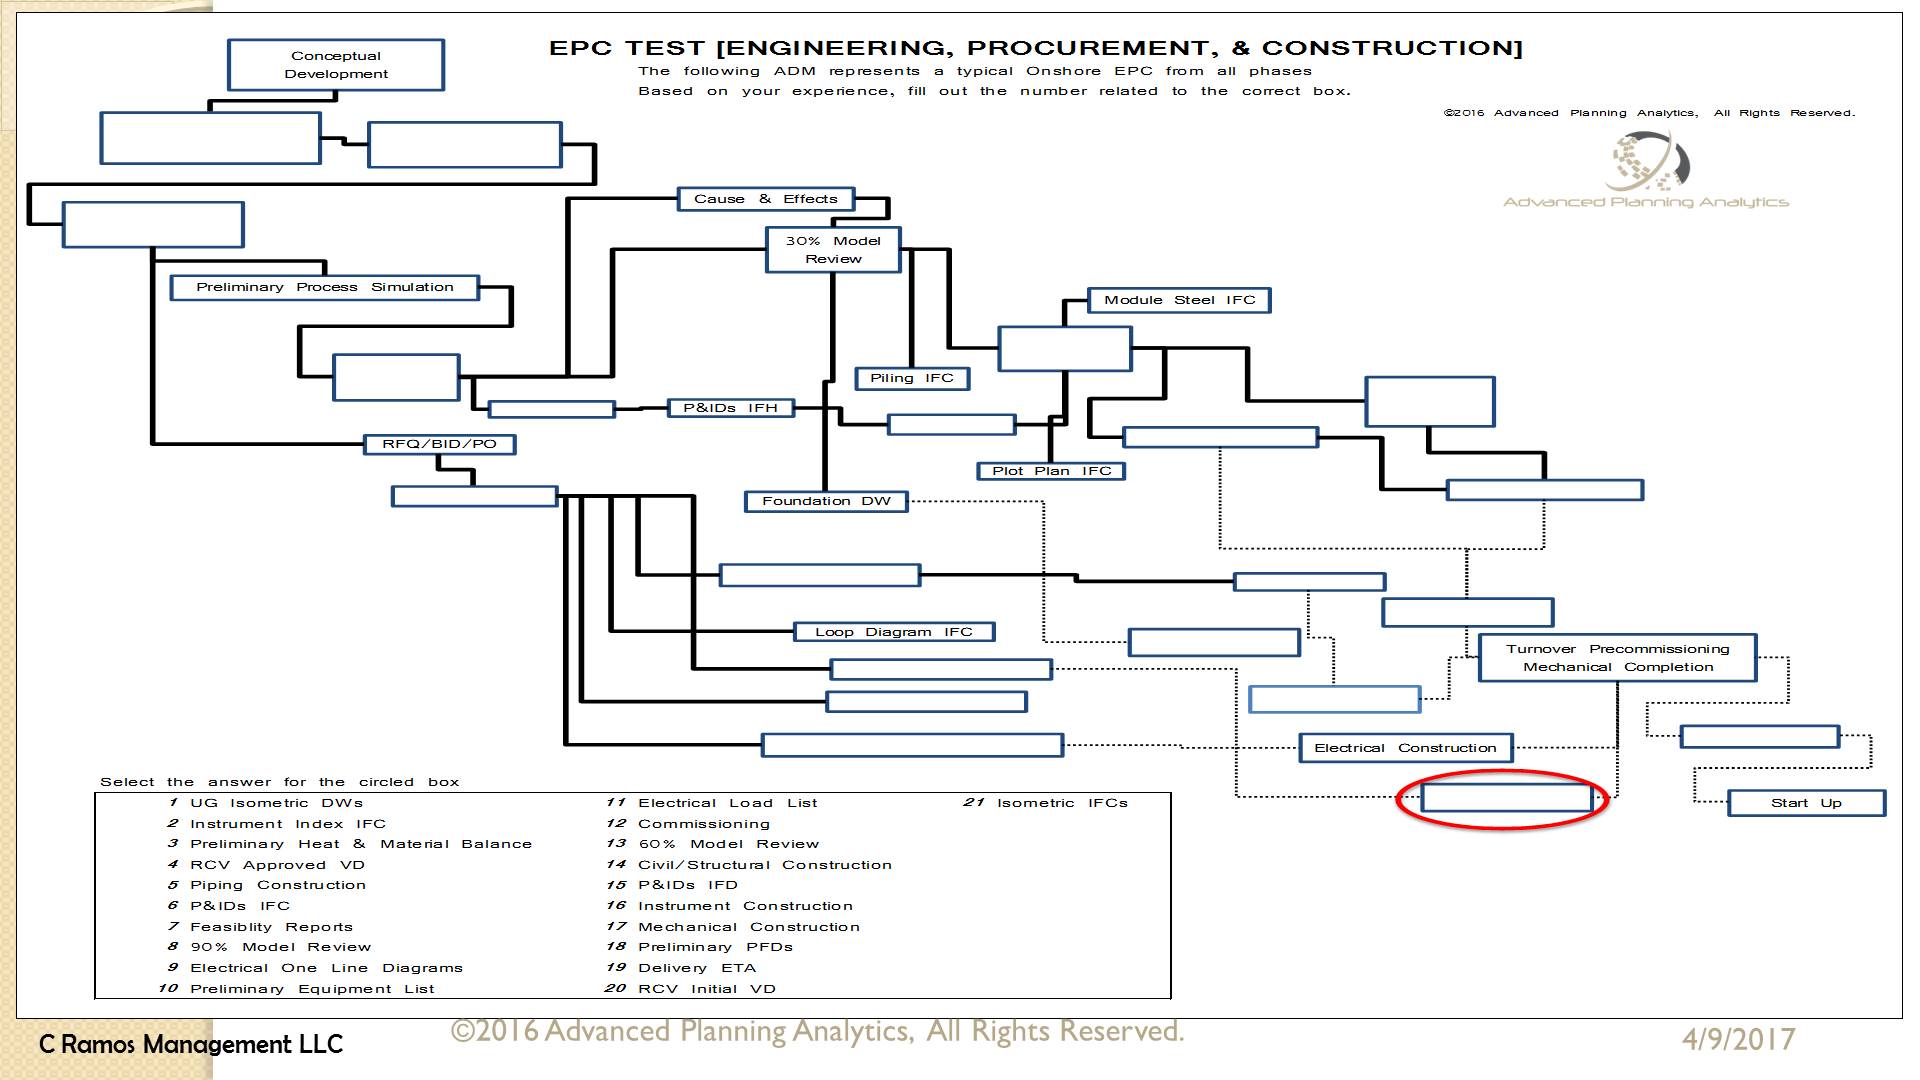 EPC TEST [ENGINEERING, PROCUREMENT, & CONSTRUCTION]
The following ADM represents a typical Onshore EPC from all phases
Based on your experience, fill out the number related to the correct box.
©2016 Advanced Planning Analytics, All Rights Reserved.
Advanced Planning Analytics
Conceptual
Development
Cause & Effects
30% Model
Review
Preliminary Process Simulation
Module Steel IFC
Piling IFC
P&IDs IFH
RFQ/BID/PO
Plot Plan IFC
Foundation DW
Loop Diagram IFC
Turnover Precommissioning
Mechanical Completion
Electrical Construction
Start Up
Select the answer for the circled box
1 UG Isometric DWs
2 Instrument Index IFC
3 Preliminary Heat & Material Balance
4 RCV Approved VD
5 Piping Construction
6 P&IDs IFC
7 Feasiblity Reports
8 90% Model Review
9 Electrical One Line Diagrams
10 Preliminary Equipment List
11 Electrical Load List
12 Commissioning
13 60% Model Review
14 Civil/Structural Construction
15 P&IDs IFD
16 Instrument Construction
17 Mechanical Construction
18 Preliminary PFDs
19 Delivery ETA
20 RCV Initial VD
21 Isometric IFCs
C Ramos Management LLC
©2016 Advanced Planning Analytics, All Rights Reserved.
4/9/2017